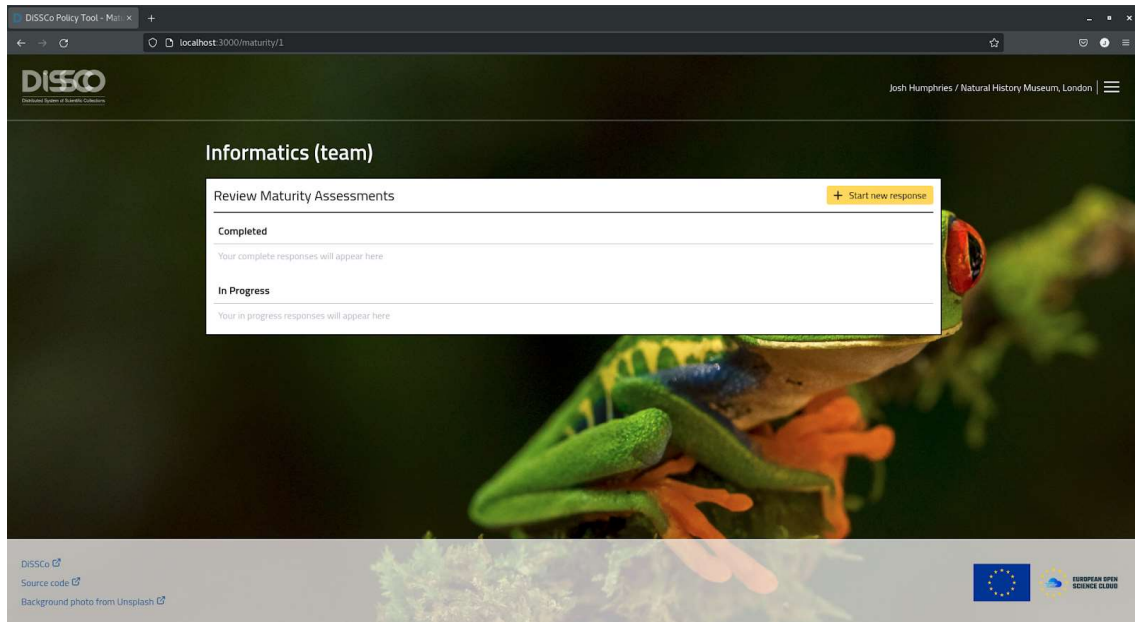 DiSSCo Policy Tool - Matu
localhost:3000/maturity/1
DiSSCo
Distributed System of Scientific Collections
Josh Humphries / Natural History Museum, London
Informatics (team)
Review Maturity Assessments
+ Start new response
Completed
Your complete responses will appear here
In Progress
Your in progress responses will appear here
DiSSCo
Source code
Background photo from Unsplash
EUROPEAN OPEN
SCIENCE CLOUD